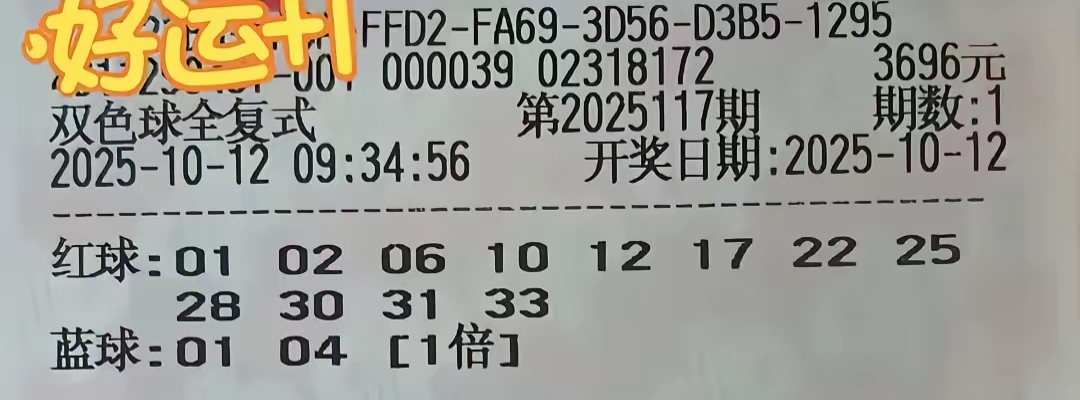 好运+1
FFD2-FA69-3D56-D3B5-1295
000039 02318172 3696元
双色球全复式 第2025117期 期数:1
2025-10-12 09:34:56 开奖日期:2025-10-12
红球:01 02 06 10 12 17 22 25
28 30 31 33
蓝球:01 04 [1倍]